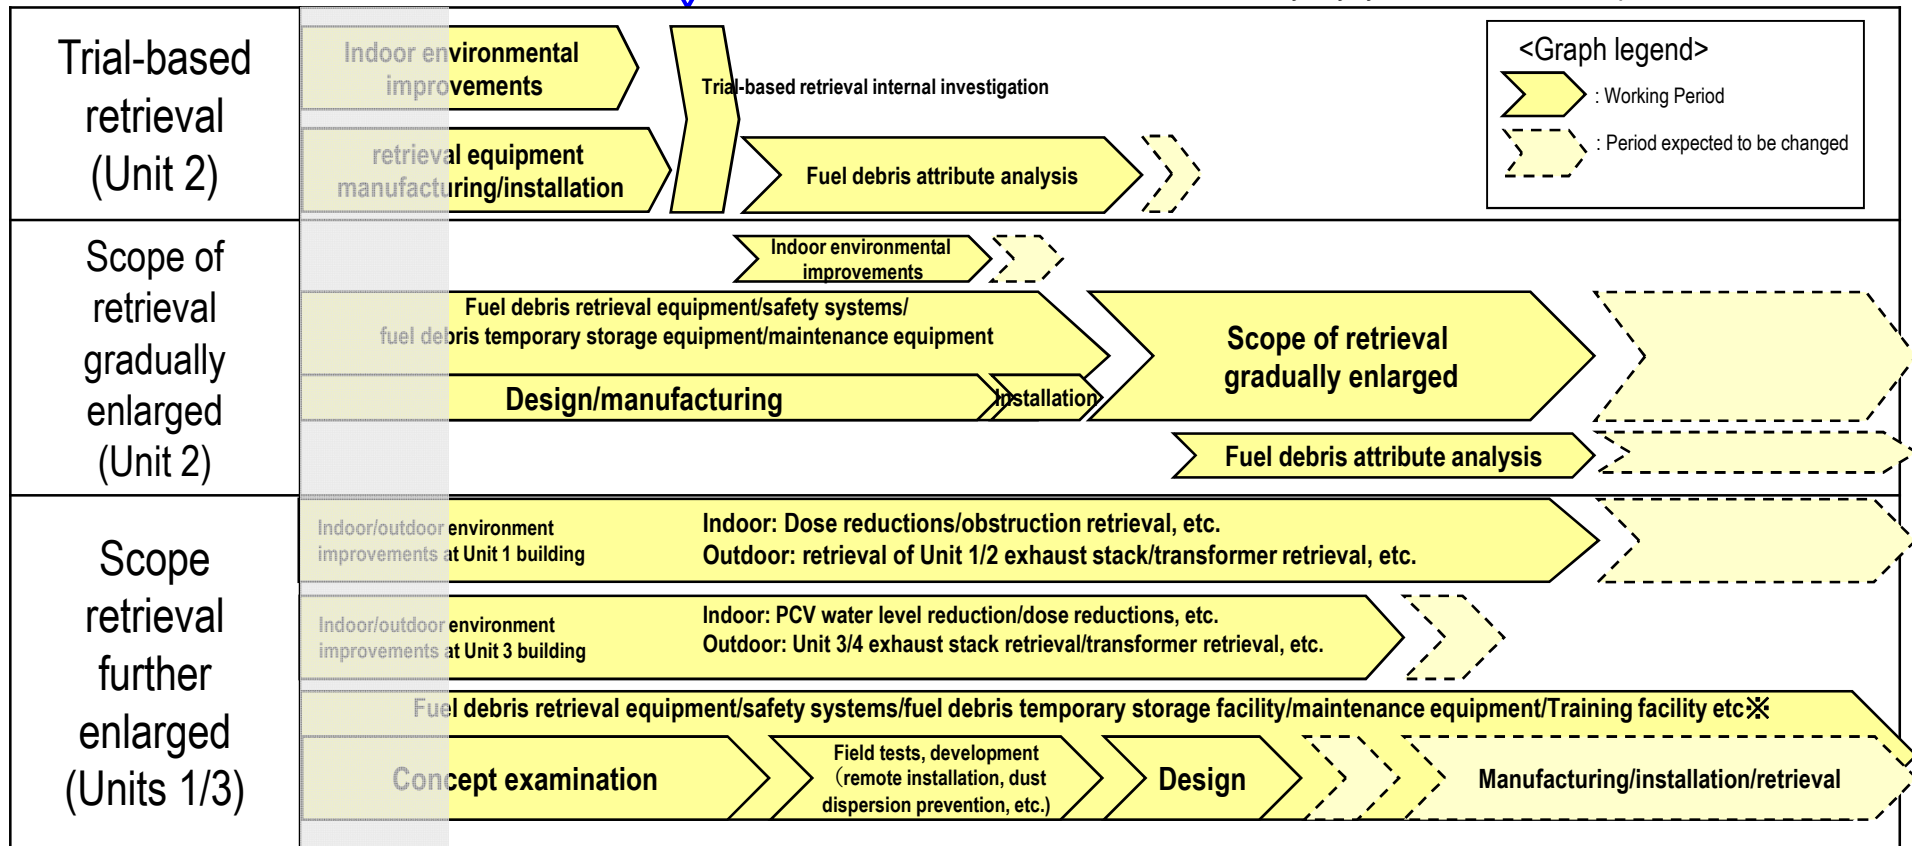 Trial-based
retrieval
(Unit 2)
Indoor environmental
improvements
retrieval equipment
manufacturing/installation
Trial-based retrieval internal investigation
Fuel debris attribute analysis
<Graph legend>
: Working Period
: Period expected to be changed
Scope of
retrieval
gradually
enlarged
(Unit 2)
Indoor environmental
improvements
Fuel debris retrieval equipment/safety systems/
fuel debris temporary storage equipment/maintenance equipment
Design/manufacturing
Installation
Scope of retrieval
gradually enlarged
Fuel debris attribute analysis
Scope
retrieval
further
enlarged
(Units 1/3)
Indoor/outdoor environment
improvements at Unit 1 building
Indoor: Dose reductions/obstruction retrieval, etc.
Outdoor: retrieval of Unit 1/2 exhaust stack/transformer retrieval, etc.
Indoor/outdoor environment
improvements at Unit 3 building
Indoor: PCV water level reduction/dose reductions, etc.
Outdoor: Unit 3/4 exhaust stack retrieval/transformer retrieval, etc.
Fuel debris retrieval equipment/safety systems/fuel debris temporary storage facility/maintenance equipment/Training facility etc※
Concept examination
Field tests, development
（remote installation, dust
dispersion prevention, etc.)
Design
Manufacturing/installation/retrieval